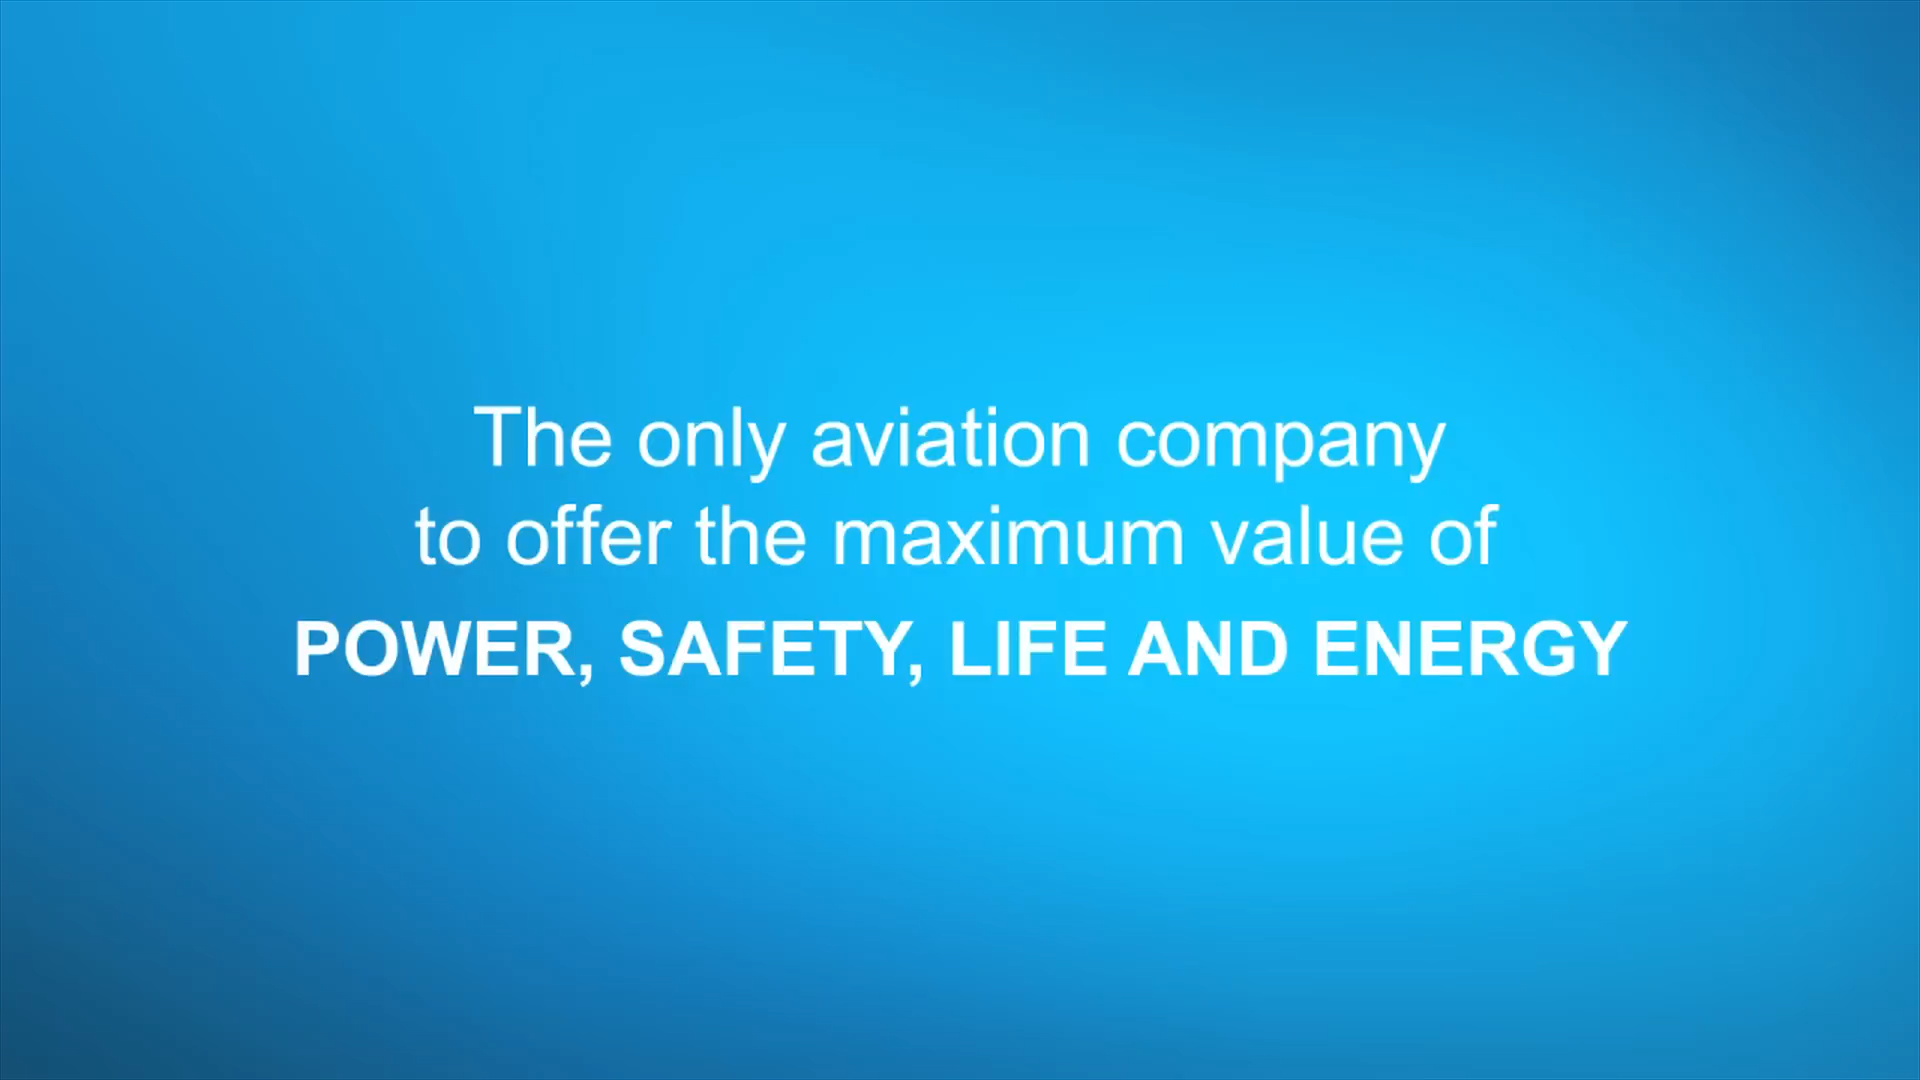 The only aviation company
to offer the maximum value of
POWER, SAFETY, LIFE AND ENERGY